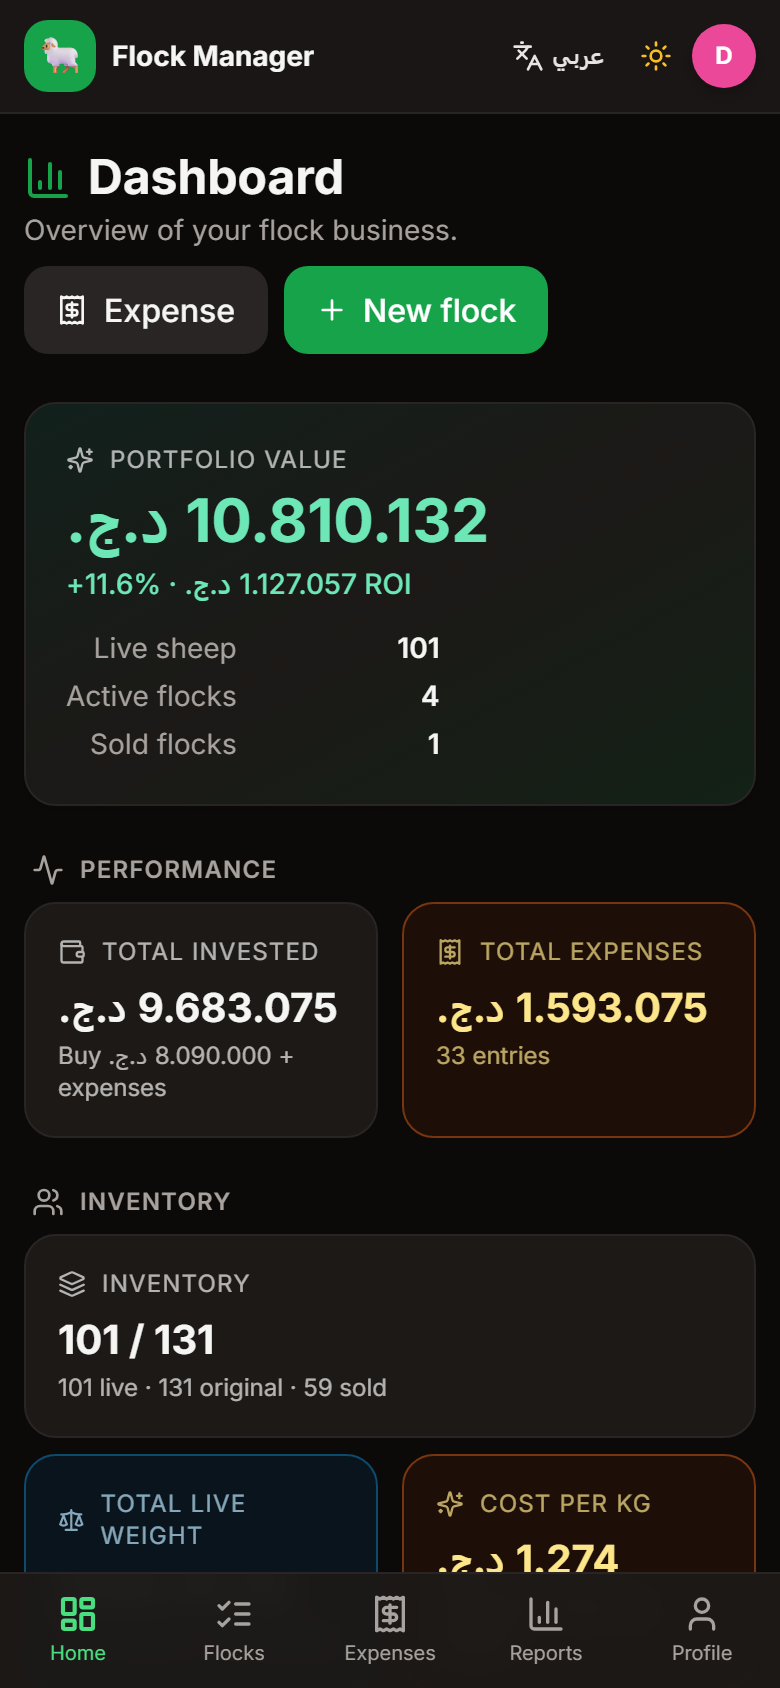 Flock Manager
عربي
D
Dashboard
Overview of your flock business.
Expense
New flock
PORTFOLIO VALUE
د.ج. 10.810.132
+11.6% · د.ج. 1.127.057 ROI
Live sheep 101
Active flocks 4
Sold flocks 1
PERFORMANCE
TOTAL INVESTED
د.ج. 9.683.075
Buy د.ج. 8.090.000 +
expenses
TOTAL EXPENSES
د.ج. 1.593.075
33 entries
INVENTORY
INVENTORY
101 / 131
101 live · 131 original · 59 sold
TOTAL LIVE
WEIGHT
COST PER KG
د.ج. 1.274
Home
Flocks
Expenses
Reports
Profile